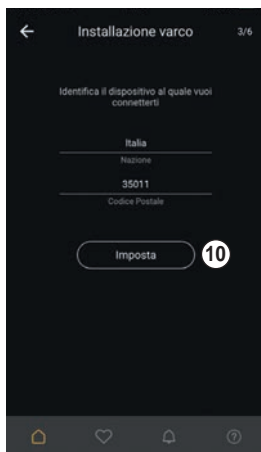 Installazione varco 3/6
Identifica il dispositivo al quale vuoi
connetterti
Italia
Nazione
35011
Codice Postale
Imposta 10